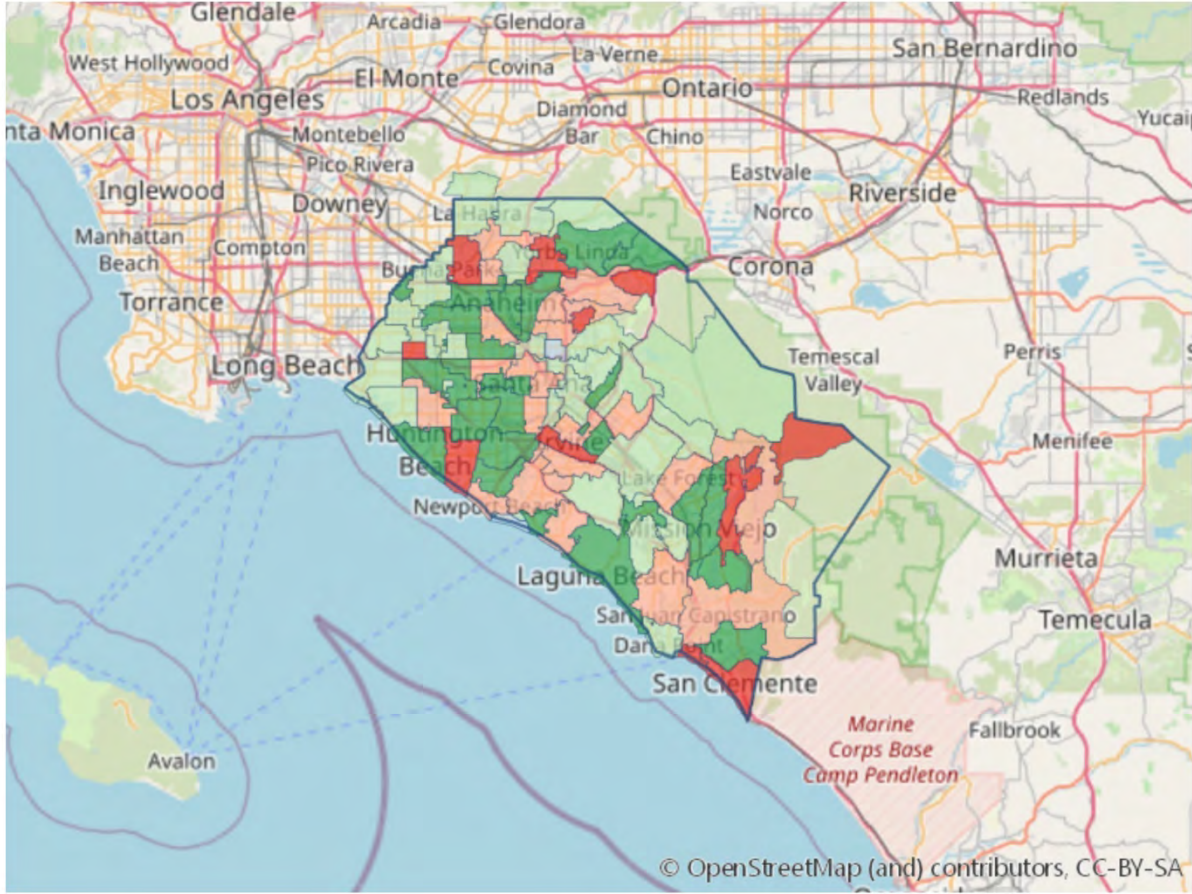 Glendale
Arcadia
Glendora
West Hollywood
El Monte
Covina
La Verne
San Bernardino
Los Angeles
Ontario
Redlands
nta Monica
Montebello
Diamond
Bar
Chino
Yucai
Pico Rivera
Eastvale
Inglewood
Downey
Riverside
La Habra
Norco
Manhattan
Beach
Compton
Yorba Linda
Buena Park
Corona
Torrance
Anaheim
Long Beach
Santa Ana
Temescal
Valley
Perris
Huntington
Beach
Irvine
Menifee
Lake Forest
Newport Beach
Mission Viejo
Murrieta
Laguna Beach
San Juan Capistrano
Temecula
Dana Point
San Clemente
Marine
Corps Base
Camp Pendleton
Fallbrook
Avalon
© OpenStreetMap (and) contributors, CC-BY-SA